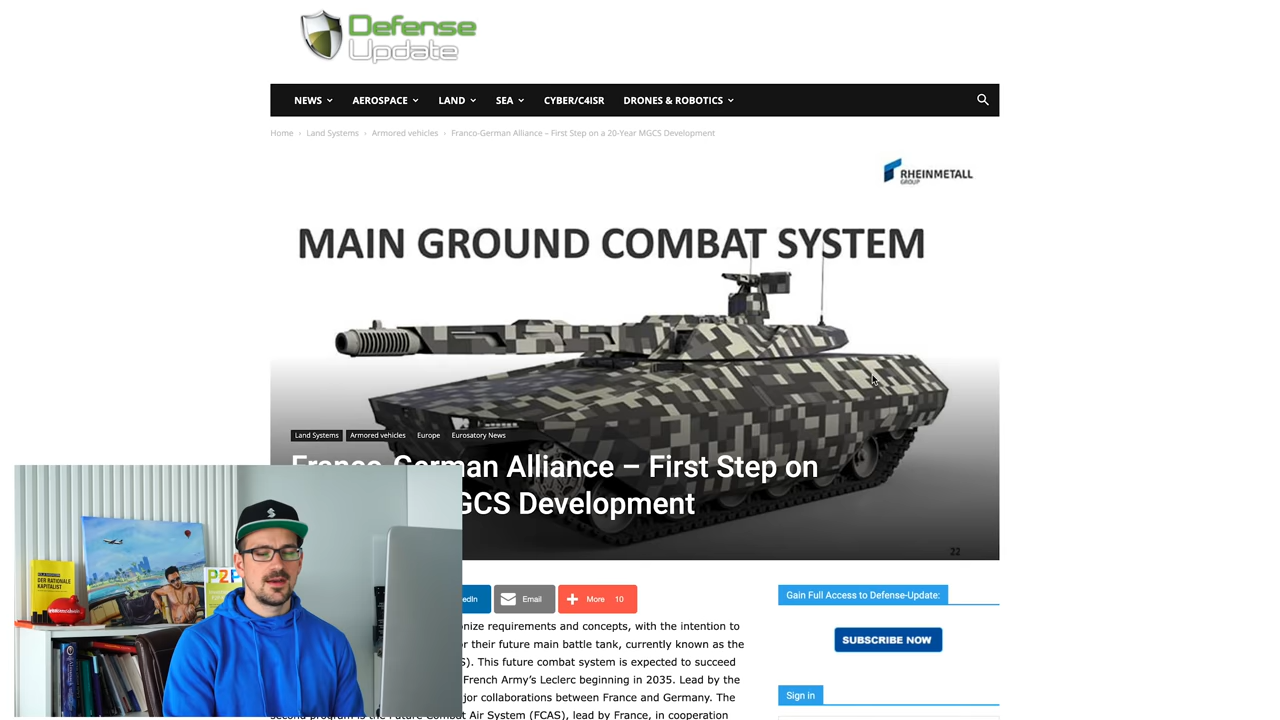 Defense
Update
NEWS AEROSPACE LAND SEA CYBER/C4ISR DRONES & ROBOTICS
Home › Land Systems › Armored vehicles › Franco-German Alliance – First Step on a 20-Year MGCS Development
RHEINMETALL
GROUP
MAIN GROUND COMBAT SYSTEM
Land Systems Armored vehicles Europe Eurosatory News
German Alliance – First Step on
GCS Development
22
DER RATIONALE
KAPITALIST
P2P
edIn Email + More 10
Gain Full Access to Defense-Update:
SUBSCRIBE NOW
onize requirements and concepts, with the intention to
r their future main battle tank, currently known as the
S). This future combat system is expected to succeed
French Army’s Leclerc beginning in 2035. Lead by the
jor collaborations between France and Germany. The
second program is the Future Combat Air System (FCAS), lead by France, in cooperation
Sign in